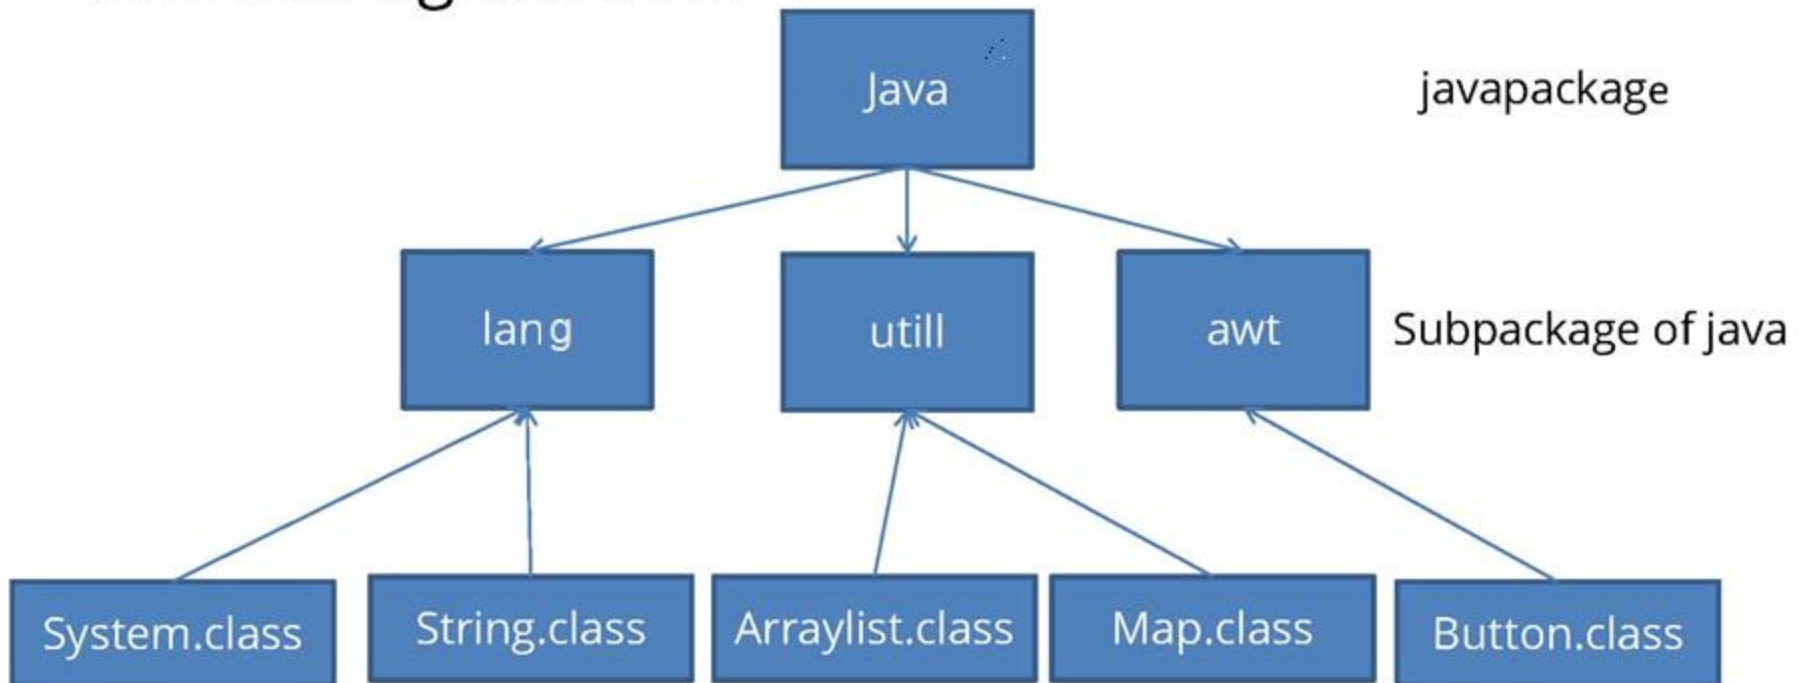 Java
javapackage
lang
utill
awt
Subpackage of java
System.class
String.class
Arraylist.class
Map.class
Button.class